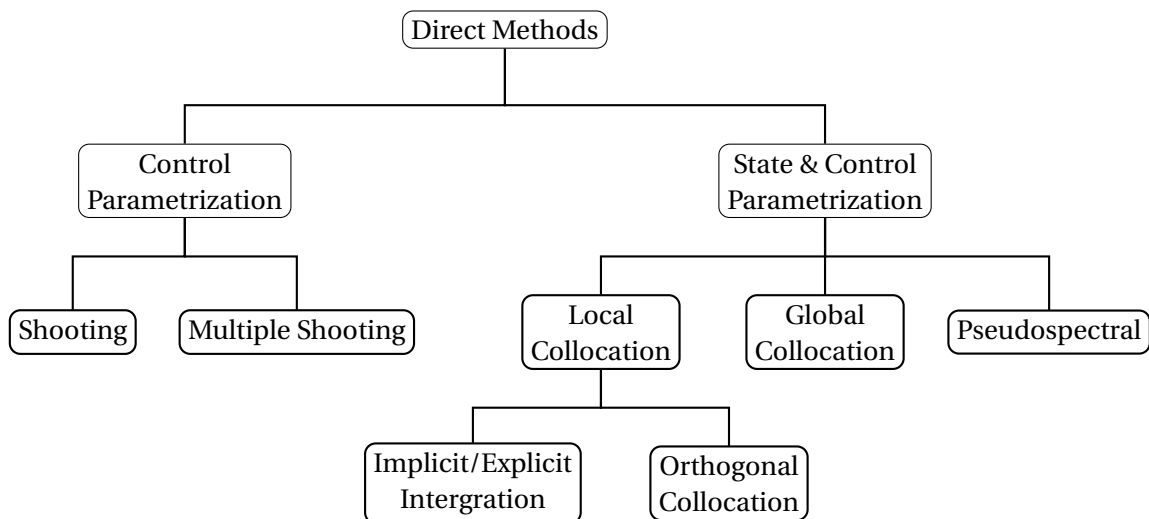 Direct Methods
Control
Parametrization
State & Control
Parametrization
Shooting
Multiple Shooting
Local
Collocation
Global
Collocation
Pseudospectral
Implicit/Explicit
Intergration
Orthogonal
Collocation